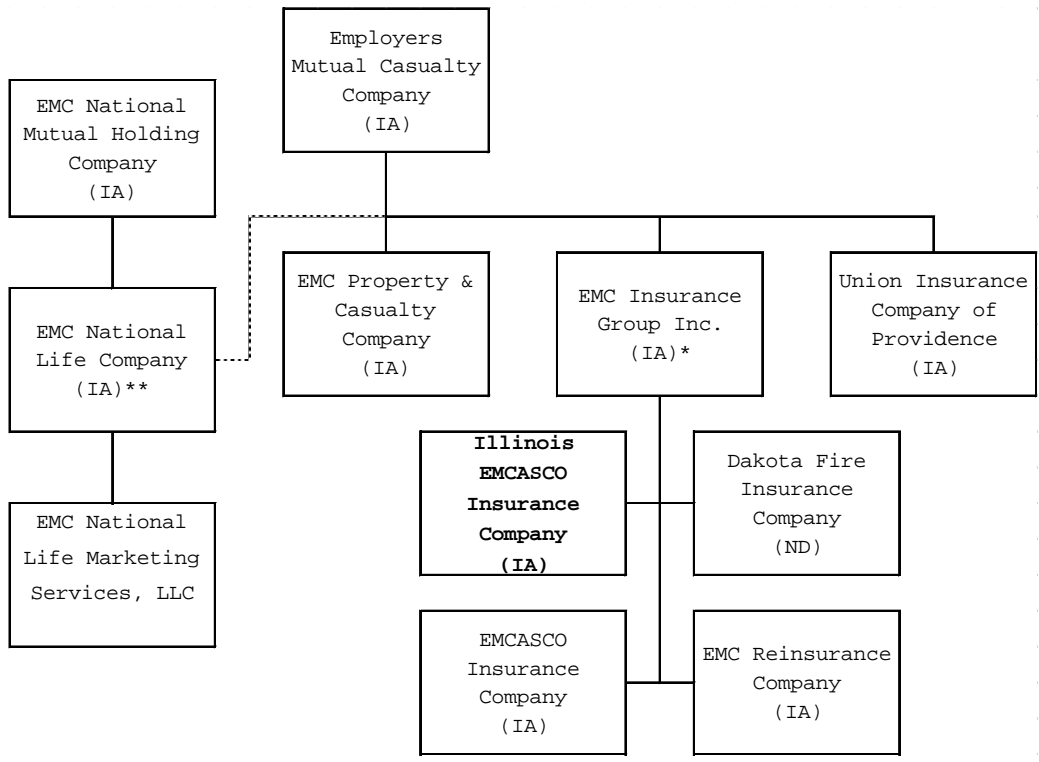 Employers
Mutual Casualty
Company
(IA)
EMC National
Mutual Holding
Company
(IA)
EMC National
Life Company
(IA)**
EMC Property &
Casualty
Company
(IA)
EMC Insurance
Group Inc.
(IA)*
Union Insurance
Company of
Providence
(IA)
Illinois
EMCASCO
Insurance
Company
(IA)
Dakota Fire
Insurance
Company
(ND)
EMC National
Life Marketing
Services, LLC
EMCASCO
Insurance
Company
(IA)
EMC Reinsurance
Company
(IA)